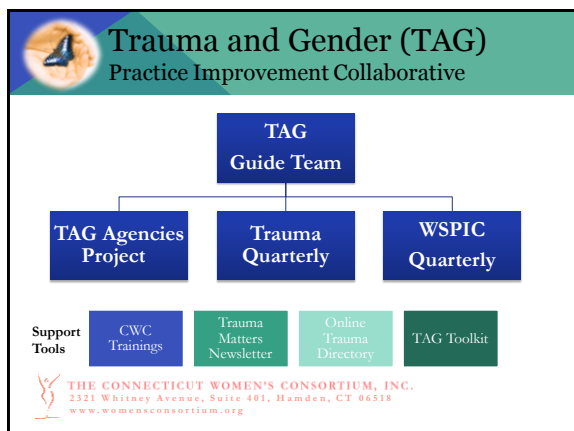 Trauma and Gender (TAG)
Practice Improvement Collaborative
TAG
Guide Team
TAG Agencies
Project
Trauma
Quarterly
WSPIC
Quarterly
Support
Tools
CWC
Trainings
Trauma
Matters
Newsletter
Online
Trauma
Directory
TAG Toolkit
THE CONNECTICUT WOMEN'S CONSORTIUM, INC.
2321 Whitney Avenue, Suite 401, Hamden, CT 06518
www.womensconsortium.org